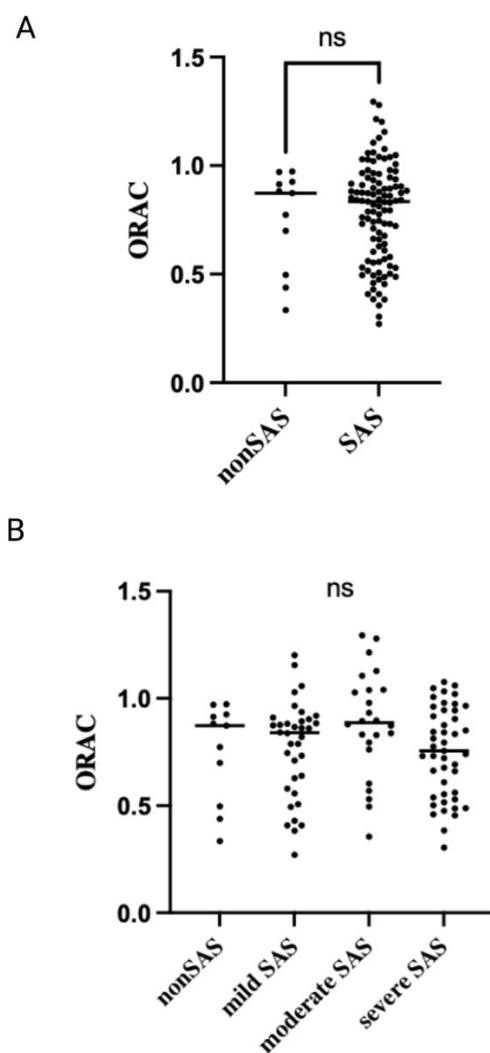 A
ns
1.5
1.0
0.5
0.0
ORAC
nonSAS
SAS
B
ns
1.5
1.0
0.5
0.0
ORAC
nonSAS
mild SAS
moderate SAS
severe SAS